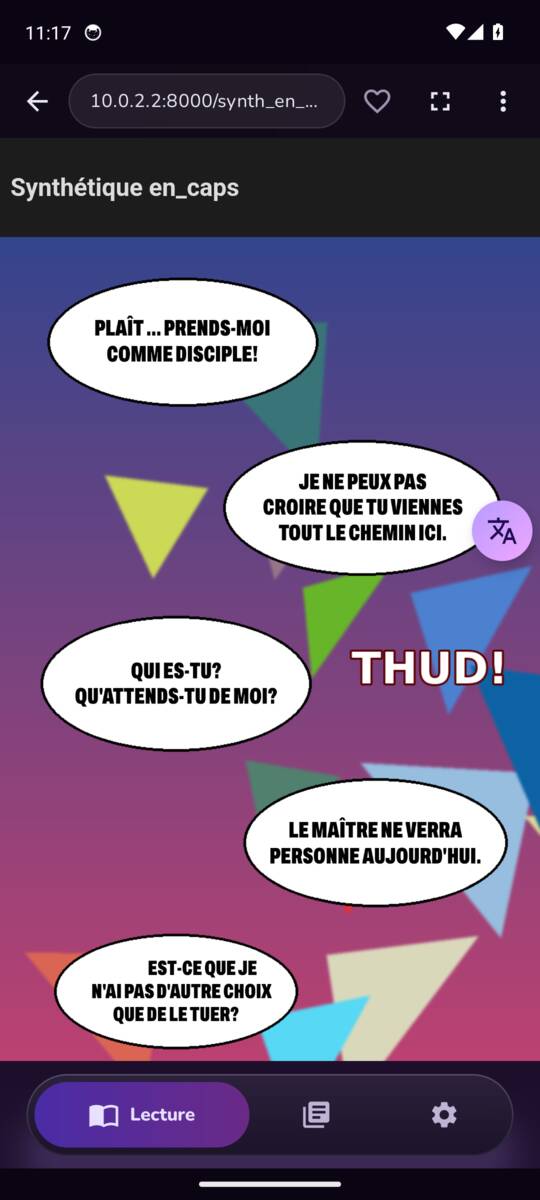 11:17
10.0.2.2:8000/synth_en_...
Synthétique en_caps
PLAÎT ... PRENDS-MOI
COMME DISCIPLE!
JE NE PEUX PAS
CROIRE QUE TU VIENNES
TOUT LE CHEMIN ICI.
QUI ES-TU?
QU'ATTENDS-TU DE MOI?
THUD!
LE MAÎTRE NE VERRA
PERSONNE AUJOURD'HUI.
EST-CE QUE JE
N'AI PAS D'AUTRE CHOIX
QUE DE LE TUER?
Lecture